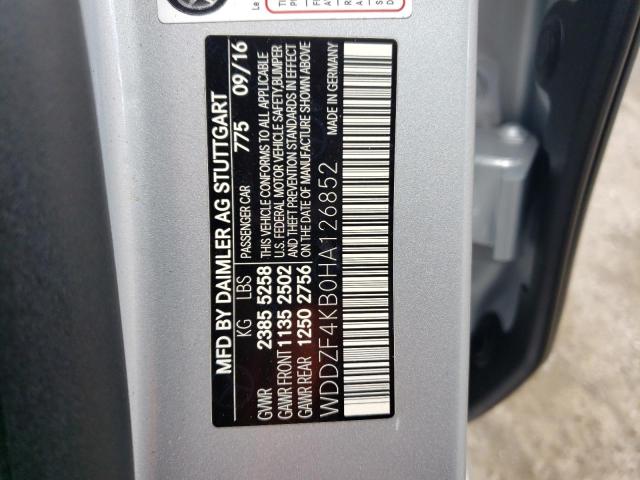 MFD BY DAIMLER AG STUTTGART
PASSENGER CAR 775 09/16
KG LBS
GVWR 2385 5258
GAWR FRONT 1135 2502
GAWR REAR 1250 2756
THIS VEHICLE CONFORMS TO ALL APPLICABLE
U.S. FEDERAL MOTOR VEHICLE SAFETY, BUMPER
AND THEFT PREVENTION STANDARDS IN EFFECT
ON THE DATE OF MANUFACTURE SHOWN ABOVE
WDDZF4KB0HA126852
MADE IN GERMANY